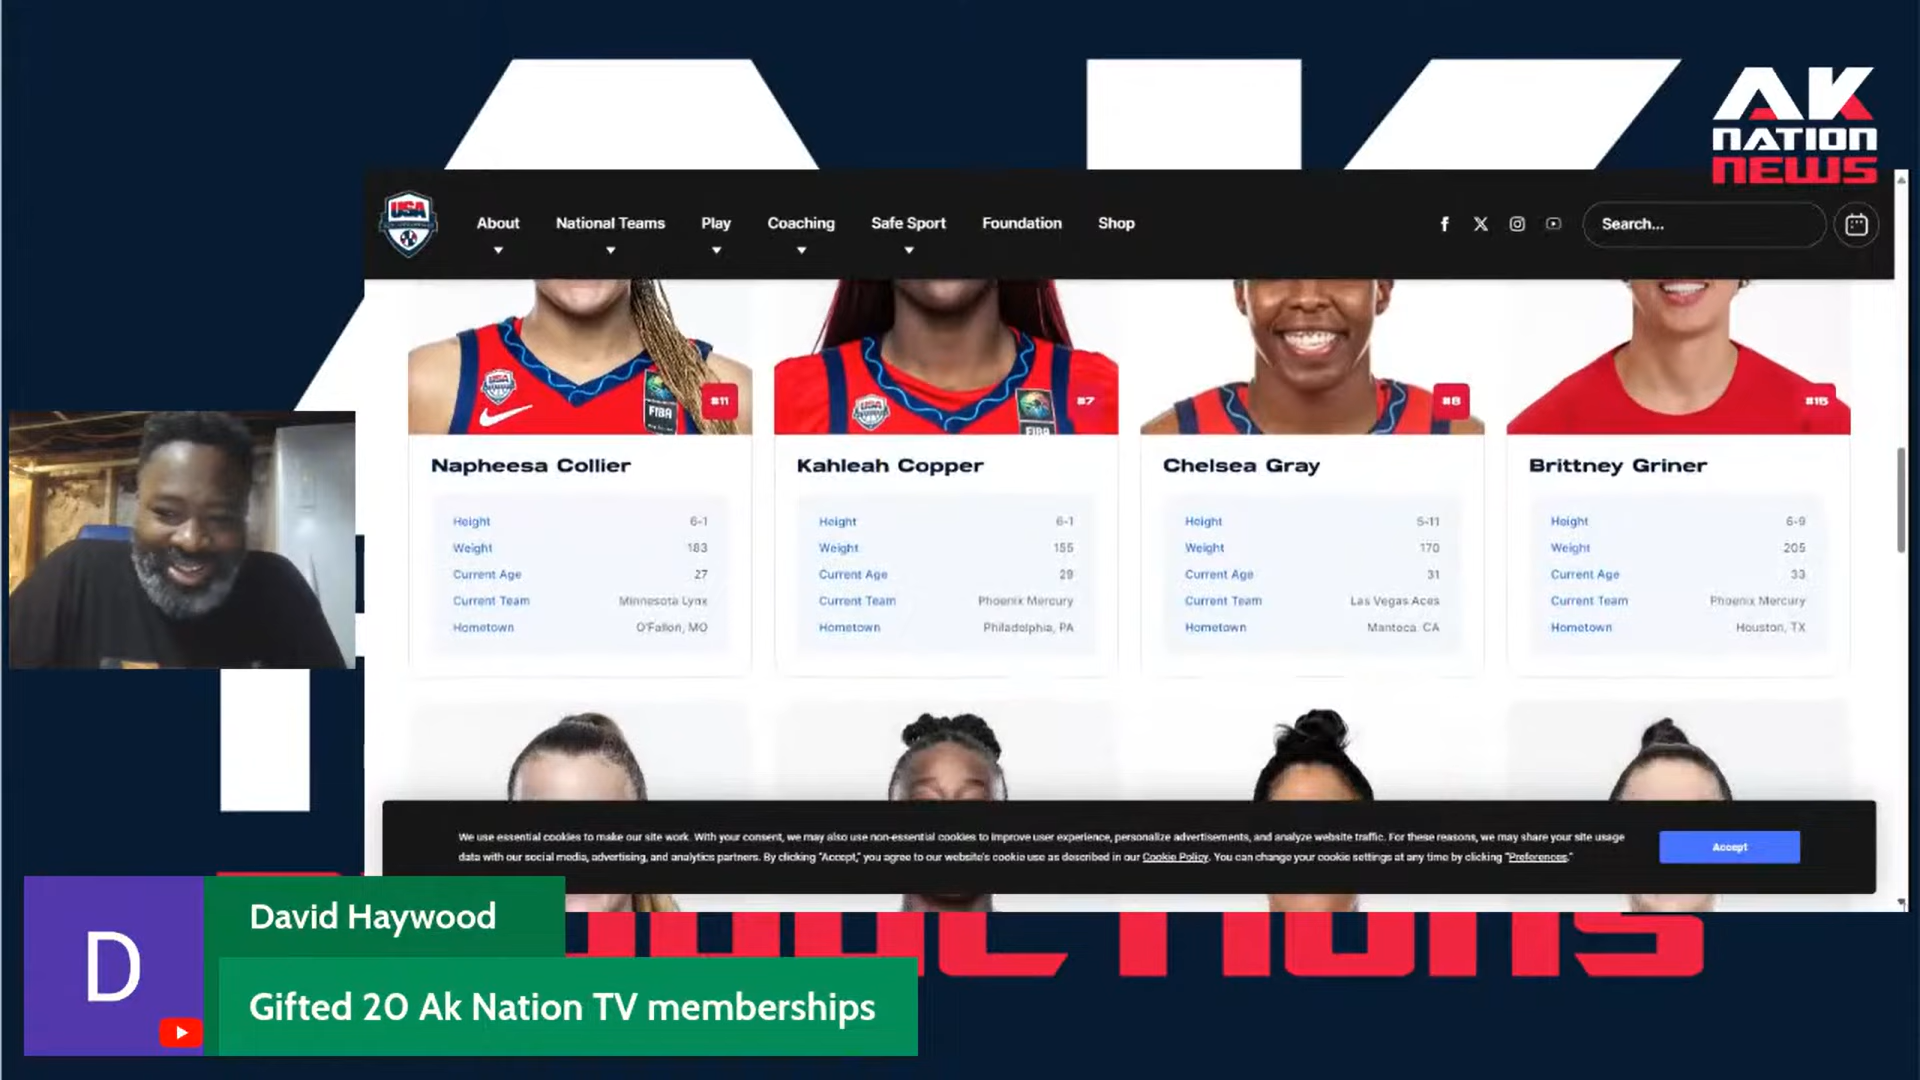 AK
NATION
NEWS
USA
About
National Teams
Play
Coaching
Safe Sport
Foundation
Shop
Search...
USA
FIBA
#11
USA
FIBA
#7
#8
#15
Napheesa Collier
Height 6-1
Weight 183
Current Age 27
Current Team Minnesota Lynx
Hometown O'Fallon, MO
Kahleah Copper
Height 6-1
Weight 155
Current Age 29
Current Team Phoenix Mercury
Hometown Philadelphia, PA
Chelsea Gray
Height 5-11
Weight 170
Current Age 31
Current Team Las Vegas Aces
Hometown Manteca, CA
Brittney Griner
Height 6-9
Weight 205
Current Age 33
Current Team Phoenix Mercury
Hometown Houston, TX
We use essential cookies to make our site work. With your consent, we may also use non-essential cookies to improve user experience, personalize advertisements, and analyze website traffic. For these reasons, we may share your site usage
data with our social media, advertising, and analytics partners. By clicking "Accept," you agree to our website's cookie use as described in our Cookie Policy. You can change your cookie settings at any time by clicking "Preferences."
Accept
D
David Haywood
Gifted 20 Ak Nation TV memberships